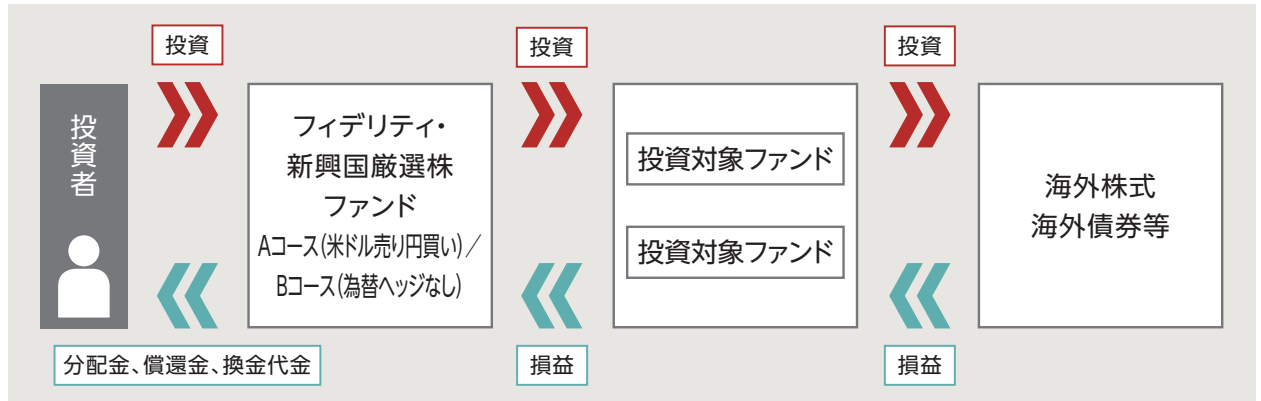 投資
投資
投資
投資者
フィデリティ・
新興国厳選株
ファンド
Aコース(米ドル売り円買い)/
Bコース(為替ヘッジなし)
投資対象ファンド
投資対象ファンド
海外株式
海外債券等
分配金、償還金、換金代金
損益
損益